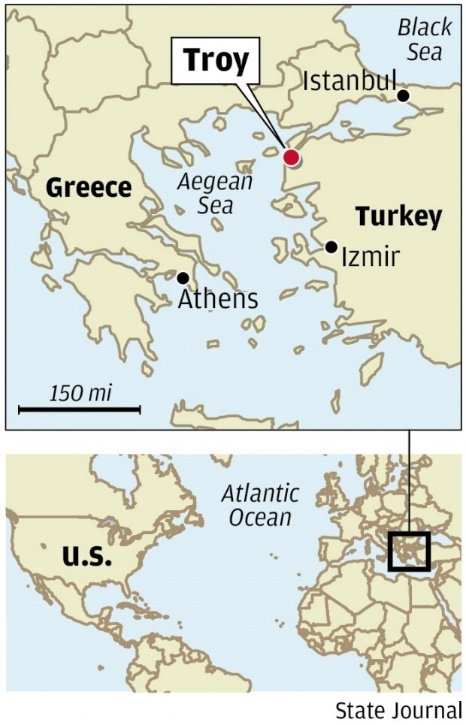 Black
Sea
Troy
Istanbul
Greece
Aegean
Sea
Turkey
Izmir
Athens
150 mi
Atlantic
Ocean
U.S.
State Journal